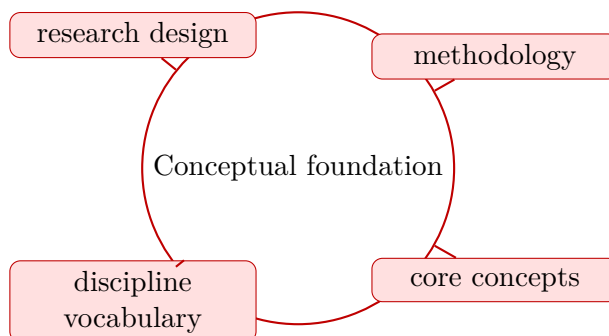 research design
methodology
Conceptual foundation
discipline
vocabulary
core concepts